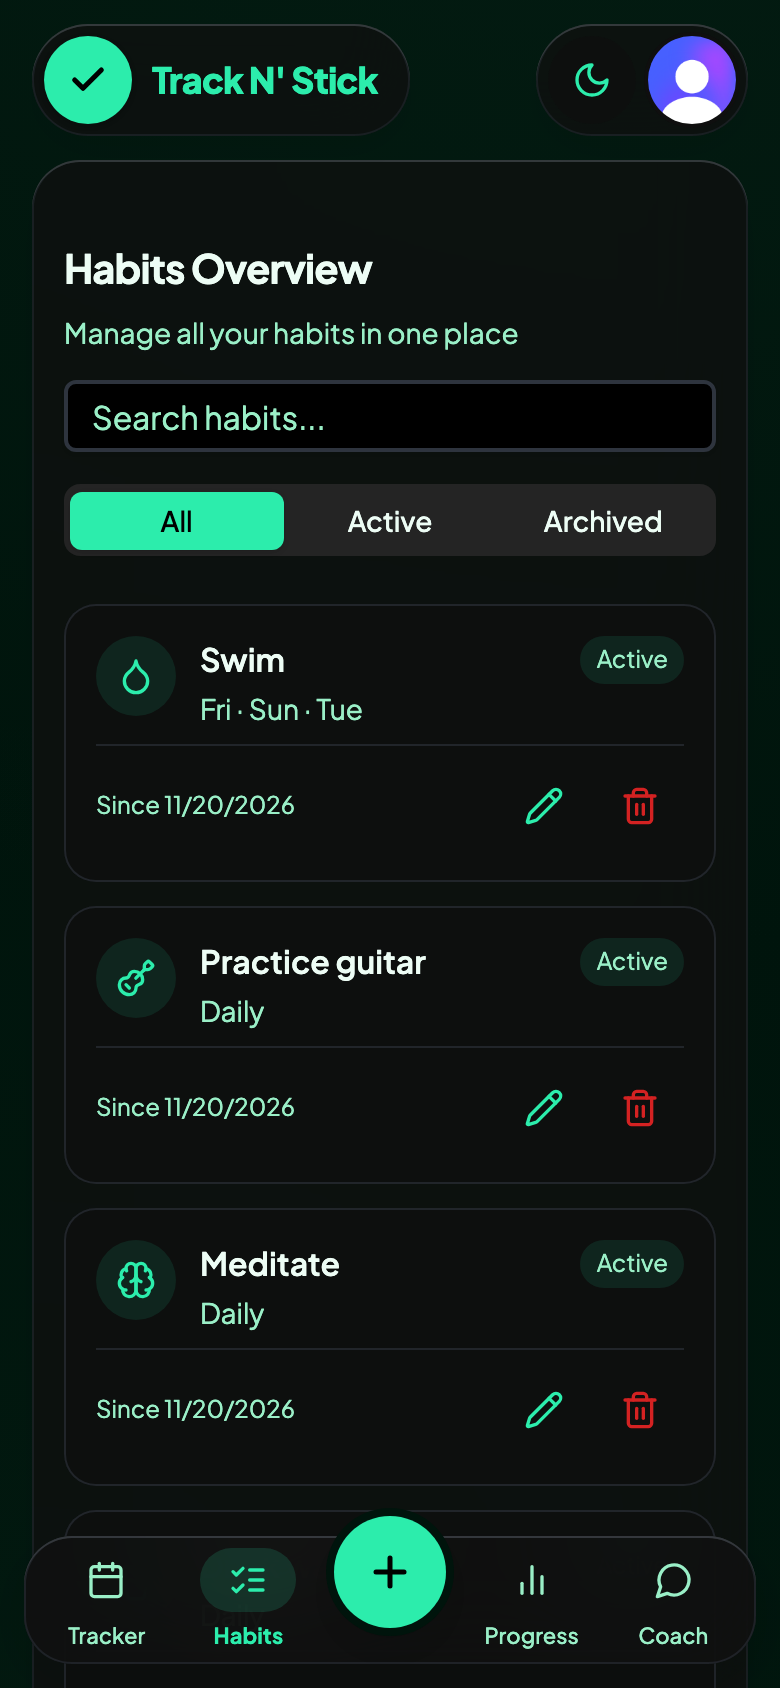 Track N' Stick
Habits Overview
Manage all your habits in one place
Search habits...
All Active Archived
Swim Active
Fri · Sun · Tue
Since 11/20/2026
Practice guitar Active
Daily
Since 11/20/2026
Meditate Active
Daily
Since 11/20/2026
Tracker Habits Progress Coach